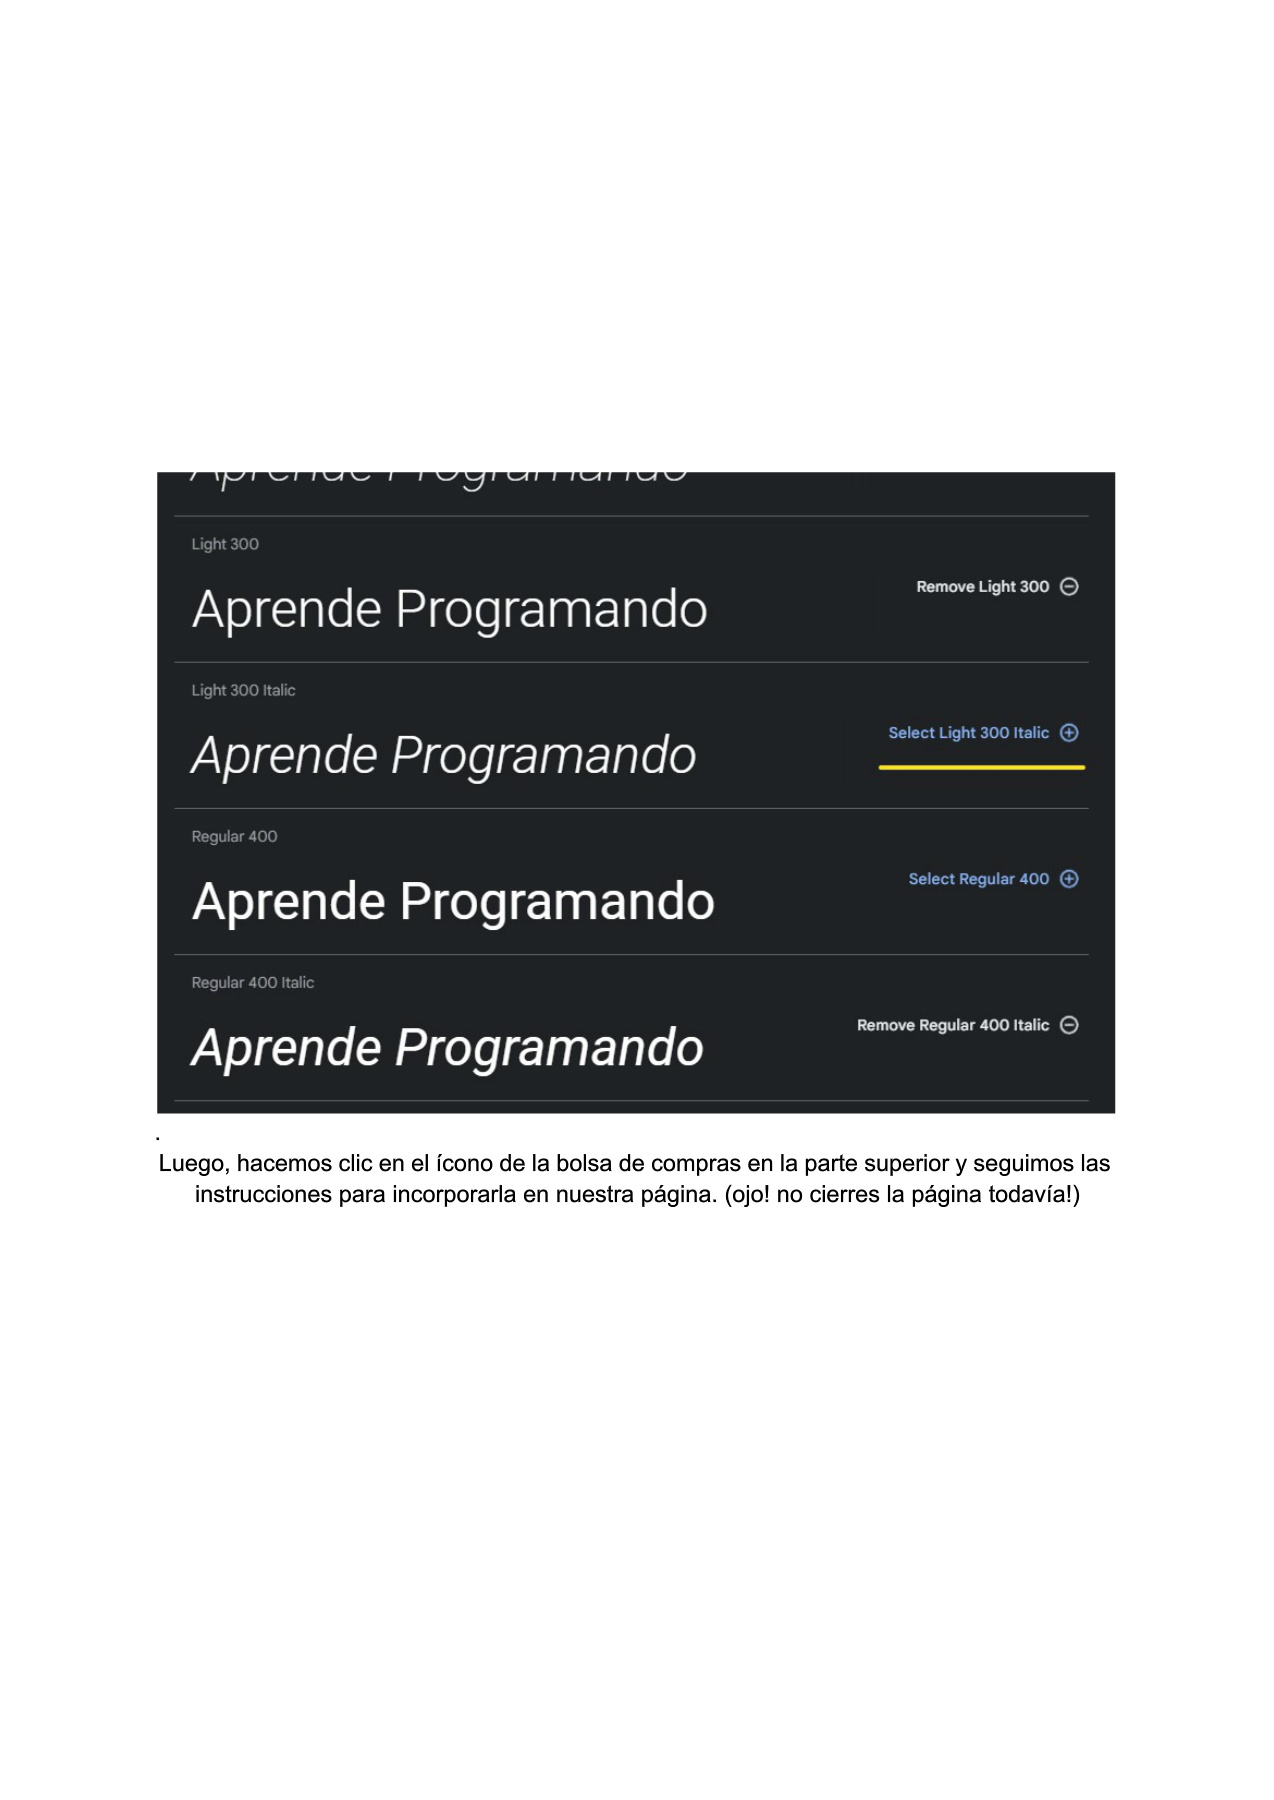 Aprende Programando
Light 300
Remove Light 300
Aprende Programando
Light 300 Italic
Select Light 300 Italic
Aprende Programando
Regular 400
Select Regular 400
Aprende Programando
Regular 400 Italic
Remove Regular 400 Italic
Aprende Programando
.
Luego, hacemos clic en el ícono de la bolsa de compras en la parte superior y seguimos las
instrucciones para incorporarla en nuestra página. (ojo! no cierres la página todavía!)